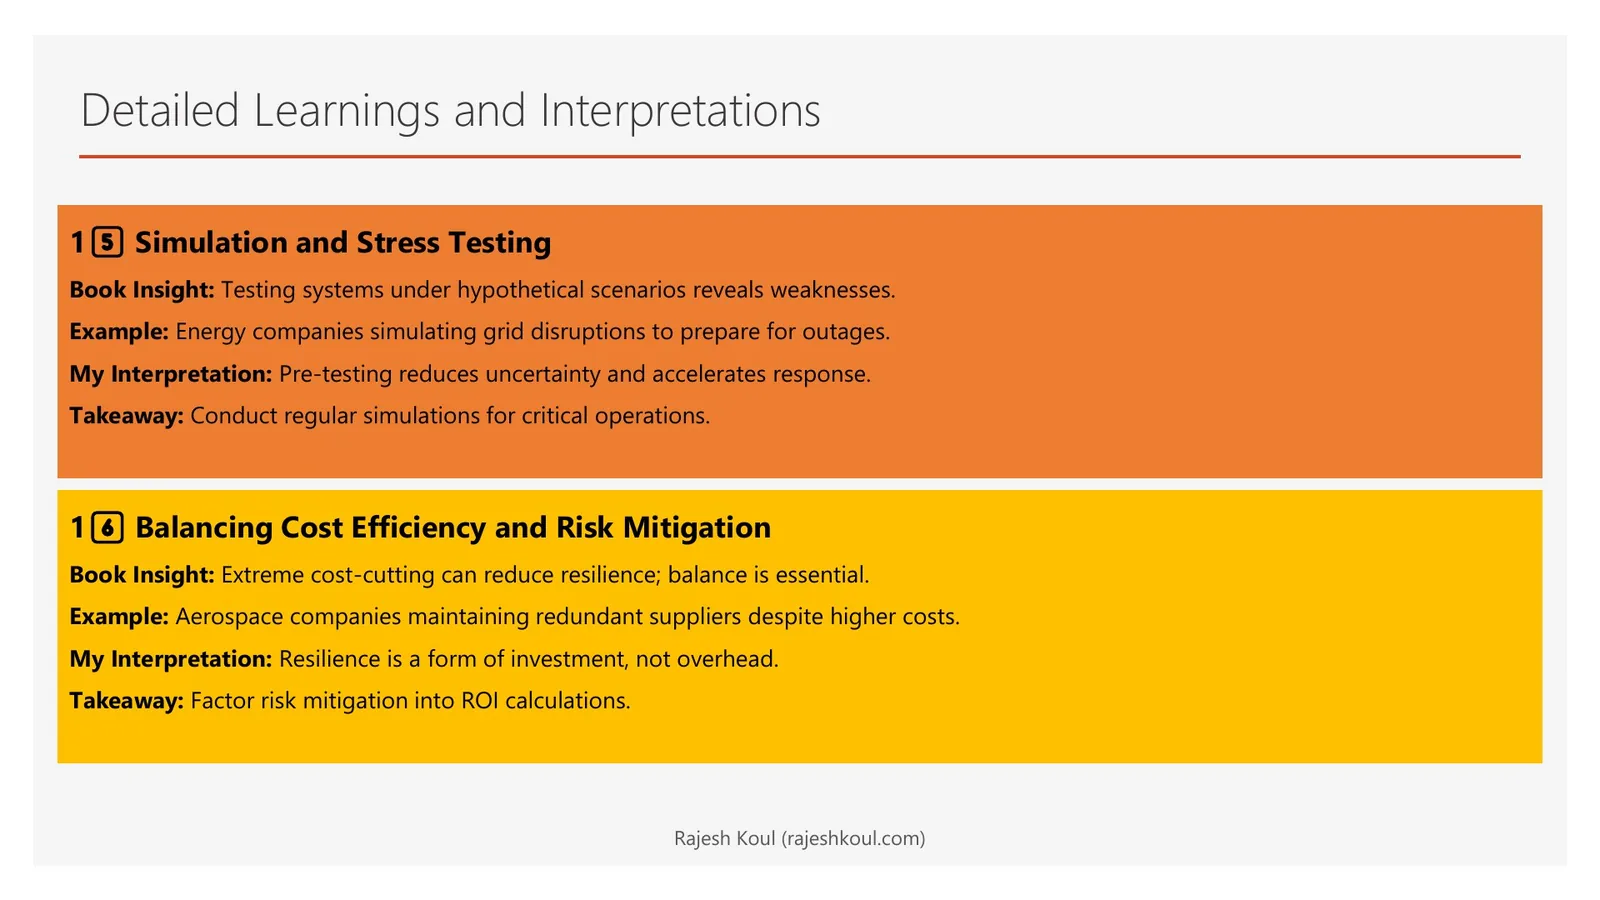 Detailed Learnings and Interpretations
15️⃣ Simulation and Stress Testing
Book Insight: Testing systems under hypothetical scenarios reveals weaknesses.
Example: Energy companies simulating grid disruptions to prepare for outages.
My Interpretation: Pre-testing reduces uncertainty and accelerates response.
Takeaway: Conduct regular simulations for critical operations.
16️⃣ Balancing Cost Efficiency and Risk Mitigation
Book Insight: Extreme cost-cutting can reduce resilience; balance is essential.
Example: Aerospace companies maintaining redundant suppliers despite higher costs.
My Interpretation: Resilience is a form of investment, not overhead.
Takeaway: Factor risk mitigation into ROI calculations.
Rajesh Koul (rajeshkoul.com)